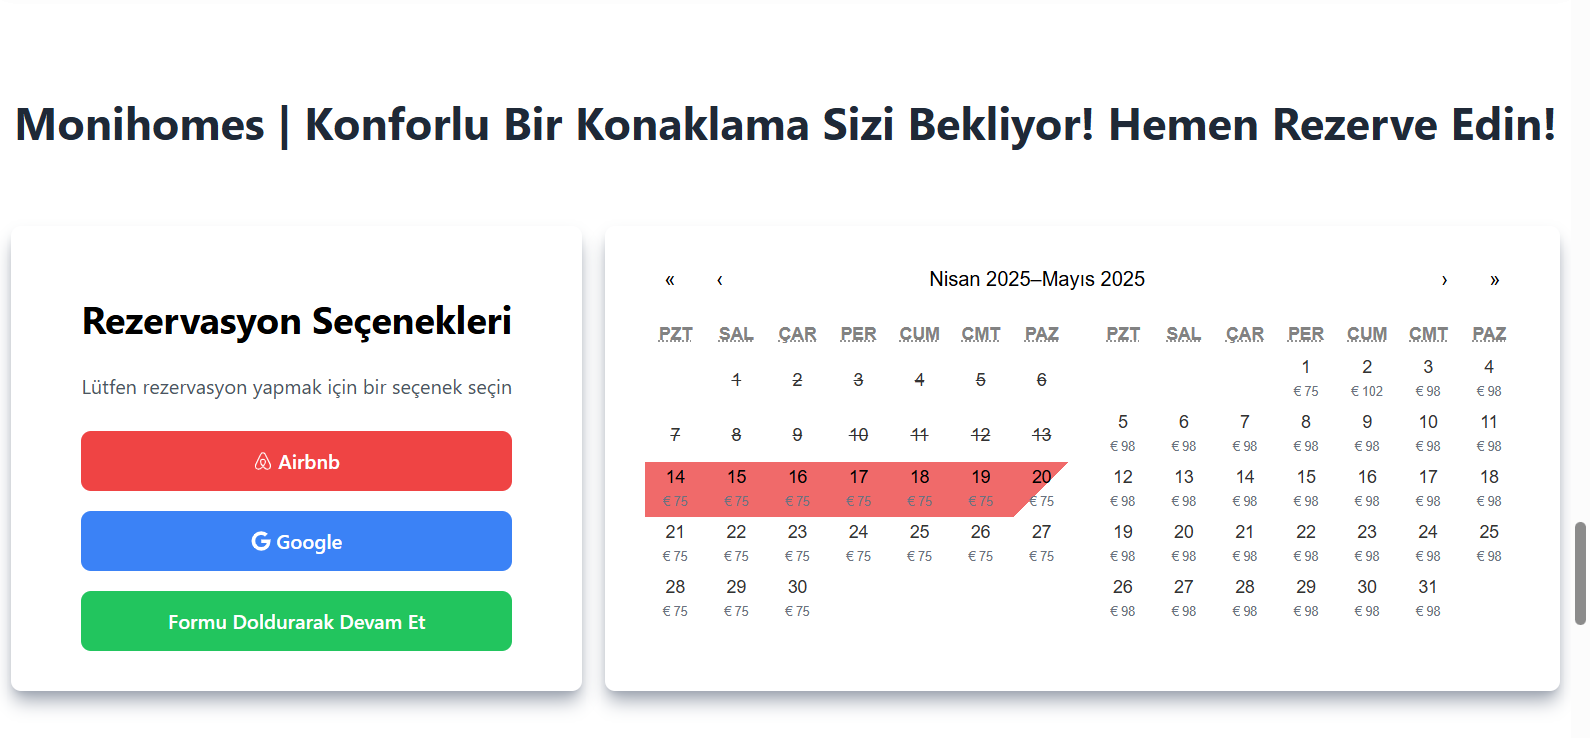 Monihomes | Konforlu Bir Konaklama Sizi Bekliyor! Hemen Rezerve Edin!
Rezervasyon Seçenekleri
Lütfen rezervasyon yapmak için bir seçenek seçin
Airbnb
Google
Formu Doldurarak Devam Et
« ‹ Nisan 2025–Mayıs 2025 › »
PZT SAL ÇAR PER CUM CMT PAZ
1 2 3 4 5 6
7 8 9 10 11 12 13
14 15 16 17 18 19 20
€ 75 € 75 € 75 € 75 € 75 € 75 € 75
21 22 23 24 25 26 27
€ 75 € 75 € 75 € 75 € 75 € 75 € 75
28 29 30
€ 75 € 75 € 75
PZT SAL ÇAR PER CUM CMT PAZ
1 2 3 4
€ 75 € 102 € 98 € 98
5 6 7 8 9 10 11
€ 98 € 98 € 98 € 98 € 98 € 98 € 98
12 13 14 15 16 17 18
€ 98 € 98 € 98 € 98 € 98 € 98 € 98
19 20 21 22 23 24 25
€ 98 € 98 € 98 € 98 € 98 € 98 € 98
26 27 28 29 30 31
€ 98 € 98 € 98 € 98 € 98 € 98